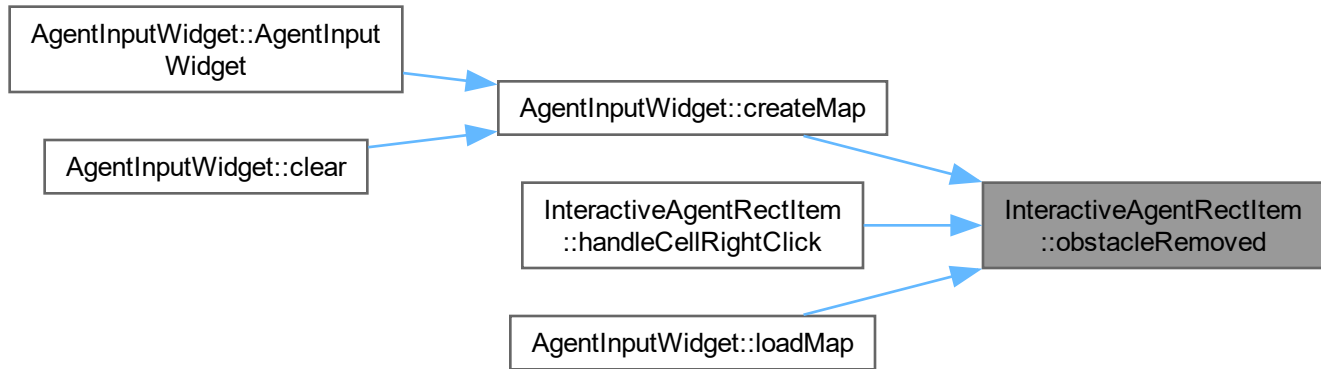 AgentInputWidget::AgentInput
Widget
AgentInputWidget::clear
AgentInputWidget::createMap
InteractiveAgentRectItem
::handleCellRightClick
AgentInputWidget::loadMap
InteractiveAgentRectItem
::obstacleRemoved